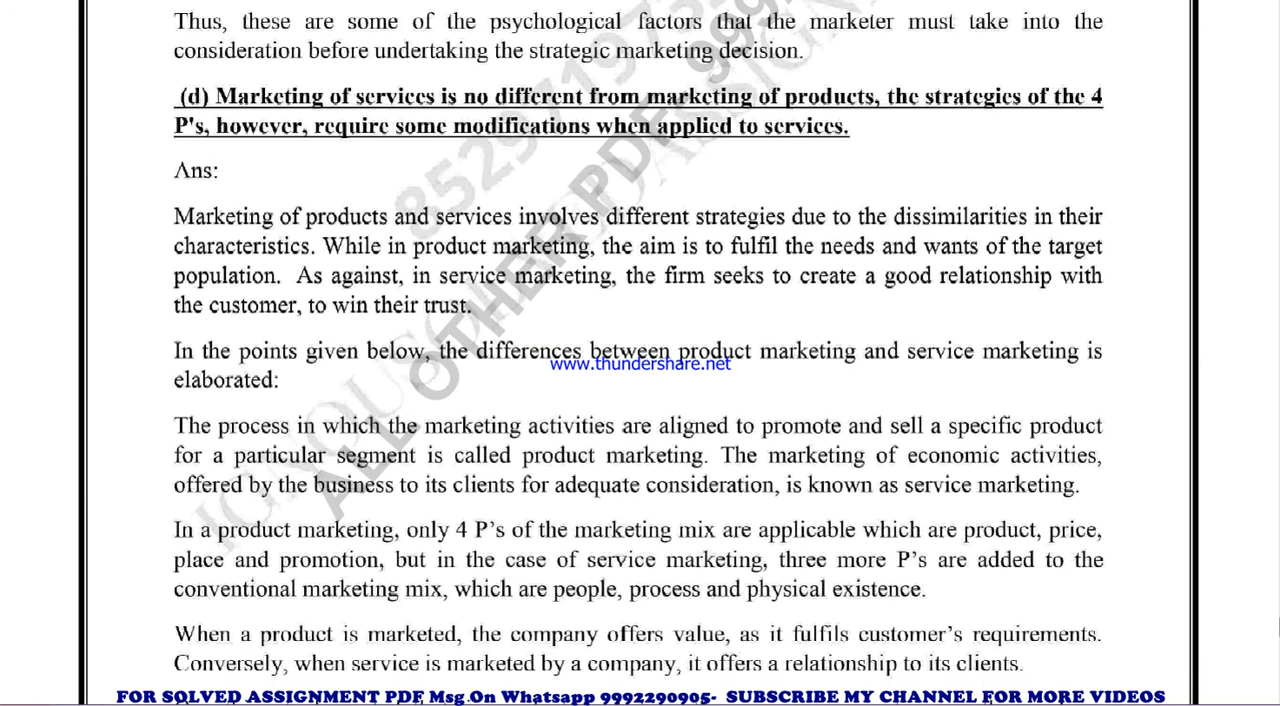 Thus, these are some of the psychological factors that the marketer must take into the
consideration before undertaking the strategic marketing decision.
(d) Marketing of services is no different from marketing of products, the strategies of the 4
P's, however, require some modifications when applied to services.
Ans:
Marketing of products and services involves different strategies due to the dissimilarities in their
characteristics. While in product marketing, the aim is to fulfil the needs and wants of the target
population. As against, in service marketing, the firm seeks to create a good relationship with
the customer, to win their trust.
In the points given below, the differences between product marketing and service marketing is
www.thundershare.net
elaborated:
The process in which the marketing activities are aligned to promote and sell a specific product
for a particular segment is called product marketing. The marketing of economic activities,
offered by the business to its clients for adequate consideration, is known as service marketing.
In a product marketing, only 4 P’s of the marketing mix are applicable which are product, price,
place and promotion, but in the case of service marketing, three more P’s are added to the
conventional marketing mix, which are people, process and physical existence.
When a product is marketed, the company offers value, as it fulfils customer’s requirements.
Conversely, when service is marketed by a company, it offers a relationship to its clients.
ALL OTHER PDF
FOR SOLVED ASSIGNMENT PDF Msg On Whatsapp 9992290905- SUBSCRIBE MY CHANNEL FOR MORE VIDEOS